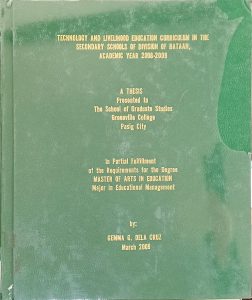 TECHNOLOGY AND LIVELIHOOD EDUCATION CURRICULUM IN THE
SECONDARY SCHOOLS OF DIVISION OF BATAAN,
ACADEMIC YEAR 2008-2009
A THESIS
Presented to
The School of Graduate Studies
Greenville College
Pasig City
In Partial Fulfillment
of the Requirements for the Degree
MASTER OF ARTS IN EDUCATION
Major in Educational Management
by:
GEMMA G. DELA CRUZ
March 2009